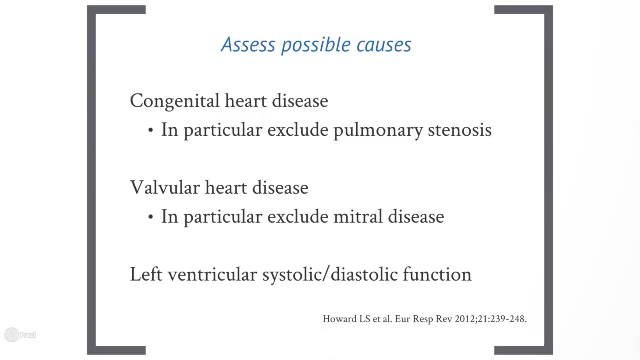 Assess possible causes
Congenital heart disease
• In particular exclude pulmonary stenosis
Valvular heart disease
• In particular exclude mitral disease
Left ventricular systolic/diastolic function
Howard LS et al. Eur Resp Rev 2012;21:239-248.